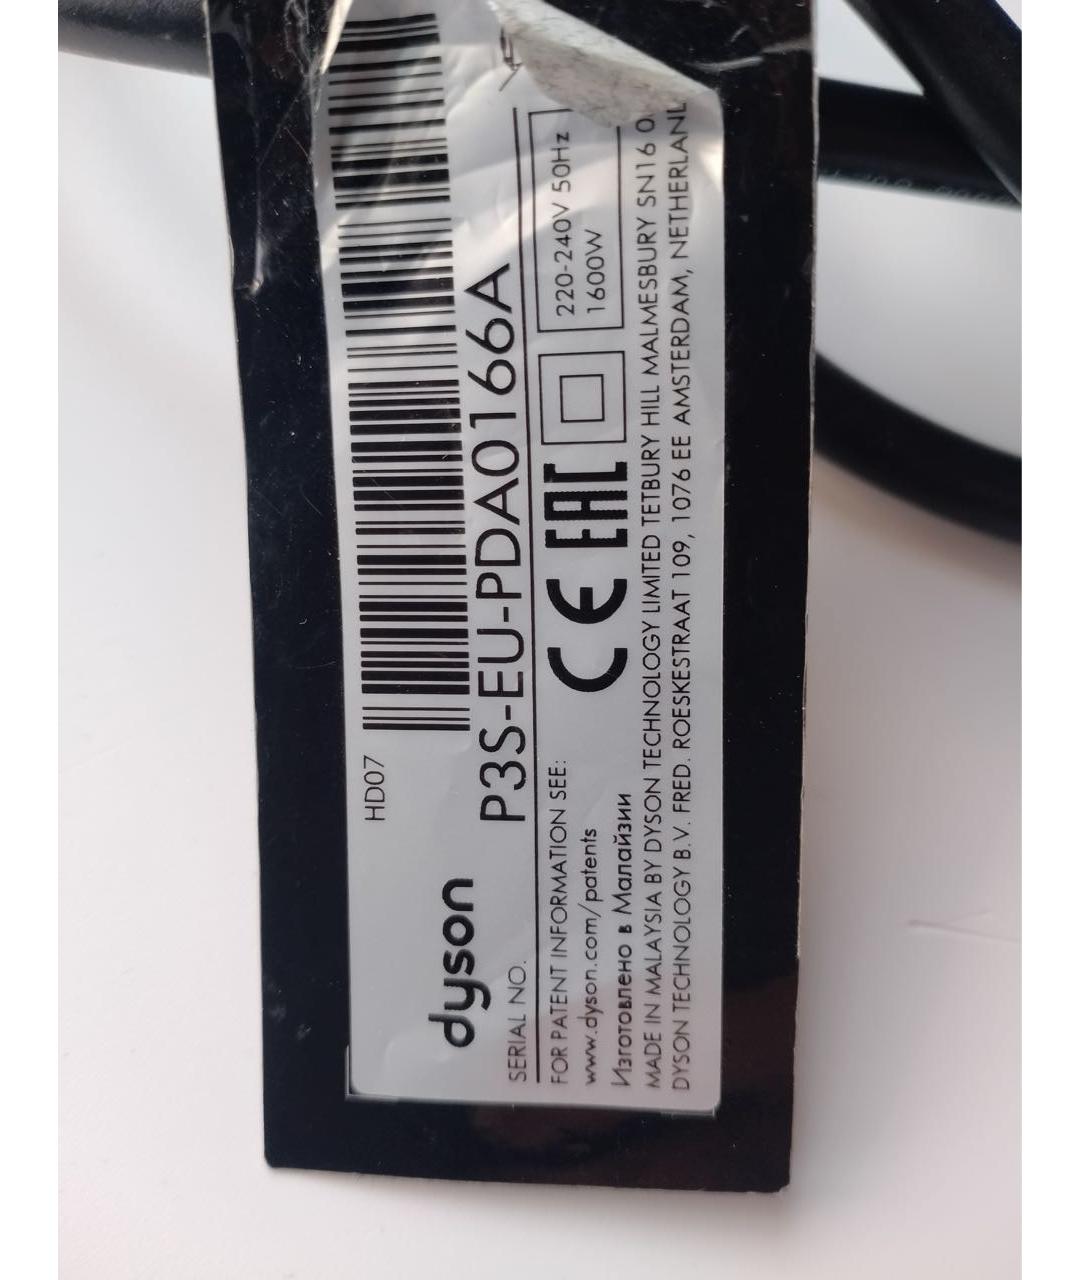 HD07
dyson
SERIAL NO.
P3S-EU-PDA0166A
FOR PATENT INFORMATION SEE:
www.dyson.com/patents
Изготовлено в Малайзии
CE EAC
220-240V 50Hz
1600W
MADE IN MALAYSIA BY DYSON TECHNOLOGY LIMITED TETBURY HILL MALMESBURY SN16 0
DYSON TECHNOLOGY B.V. FRED. ROESKESTRAAT 109, 1076 EE AMSTERDAM, NETHERLAND